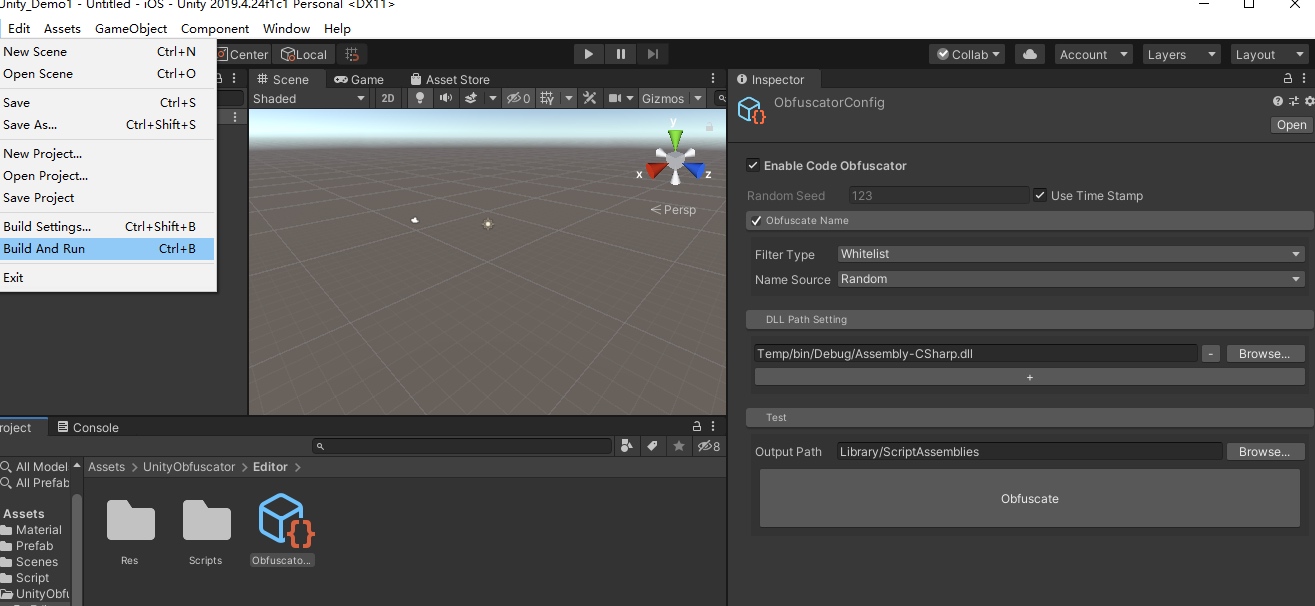 Unity_Demo1 - Untitled - iOS - Unity 2019.4.24f1c1 Personal <DX11>
Edit Assets GameObject Component Window Help
New Scene Ctrl+N
Open Scene Ctrl+O
Save Ctrl+S
Save As... Ctrl+Shift+S
New Project...
Open Project...
Save Project
Build Settings... Ctrl+Shift+B
Build And Run Ctrl+B
Exit
Center Local
Collab Account Layers Layout
Scene Game Asset Store
Shaded 2D 0 Gizmos
y
x z
Persp
Inspector
ObfuscatorConfig
Open
Enable Code Obfuscator
Random Seed 123 Use Time Stamp
Obfuscate Name
Filter Type Whitelist
Name Source Random
DLL Path Setting
Temp/bin/Debug/Assembly-CSharp.dll - Browse...
+
Test
Output Path Library/ScriptAssemblies Browse...
Obfuscate
roject Console
8
All Model
All Prefab
Assets
Material
Prefab
Scenes
Script
UnityObfu
Assets > UnityObfuscator > Editor >
Res Scripts Obfuscato...